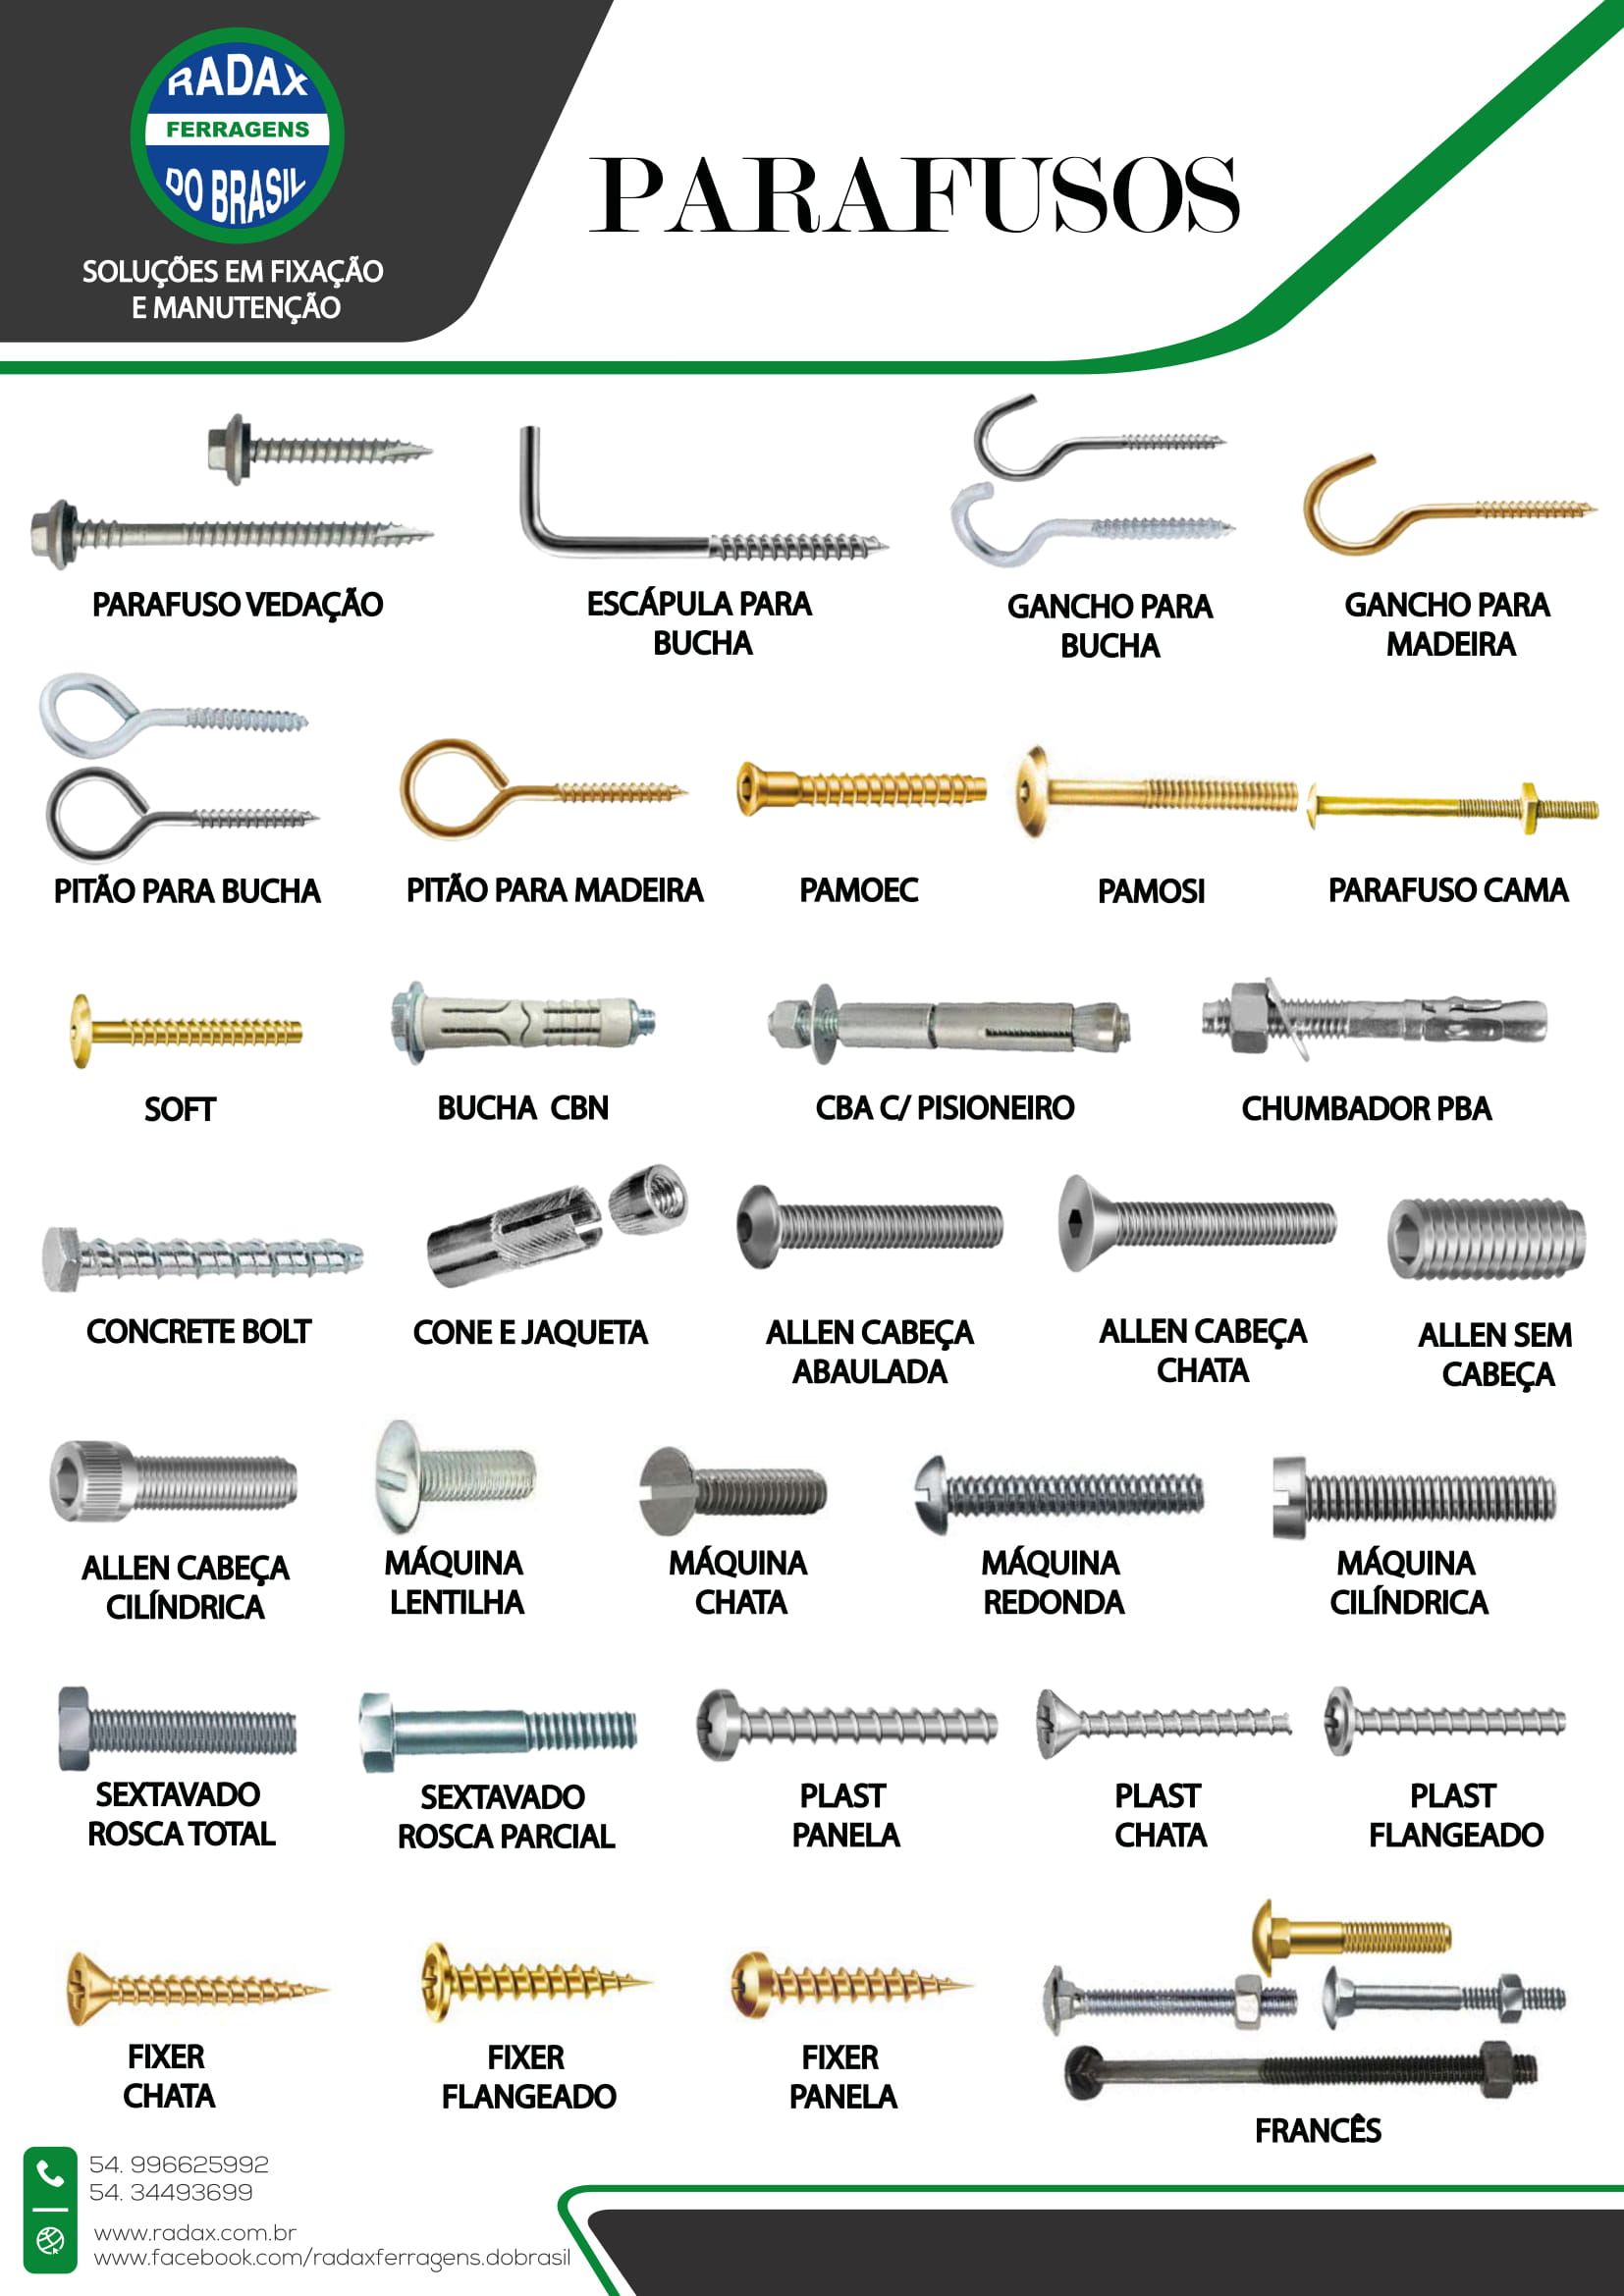 RADAX
FERRAGENS
DO BRASIL
SOLUÇÕES EM FIXAÇÃO
E MANUTENÇÃO
PARAFUSOS
PARAFUSO VEDAÇÃO
ESCÁPULA PARA
BUCHA
GANCHO PARA
BUCHA
GANCHO PARA
MADEIRA
PITÃO PARA BUCHA
PITÃO PARA MADEIRA
PAMOEC
PAMOSI
PARAFUSO CAMA
SOFT
BUCHA CBN
CBA C/ PISIONEIRO
CHUMBADOR PBA
CONCRETE BOLT
CONE E JAQUETA
ALLEN CABEÇA
ABAULADA
ALLEN CABEÇA
CHATA
ALLEN SEM
CABEÇA
ALLEN CABEÇA
CILÍNDRICA
MÁQUINA
LENTILHA
MÁQUINA
CHATA
MÁQUINA
REDONDA
MÁQUINA
CILÍNDRICA
SEXTAVADO
ROSCA TOTAL
SEXTAVADO
ROSCA PARCIAL
PLAST
PANELA
PLAST
CHATA
PLAST
FLANGEADO
FIXER
CHATA
FIXER
FLANGEADO
FIXER
PANELA
FRANCÊS
54. 996625992
54. 34493699
www.radax.com.br
www.facebook.com/radaxferragens.dobrasil